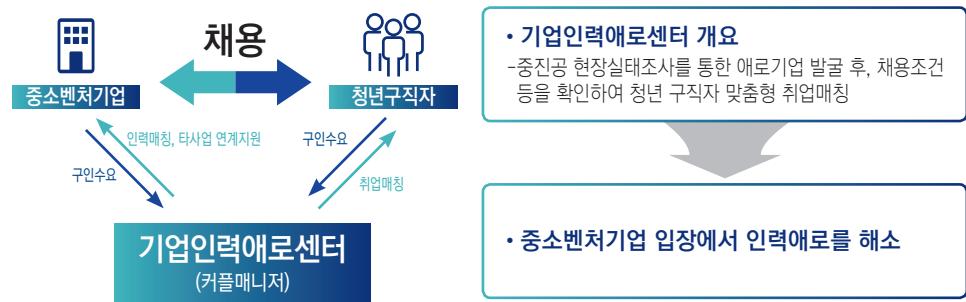 채용
중소벤처기업
청년구직자
인력매칭, 타사업 연계지원
구인수요
구인수요
취업매칭
기업인력애로센터
(커플매니저)
• 기업인력애로센터 개요
-중진공 현장실태조사를 통한 애로기업 발굴 후, 채용조건
등을 확인하여 청년 구직자 맞춤형 취업매칭
• 중소벤처기업 입장에서 인력애로를 해소